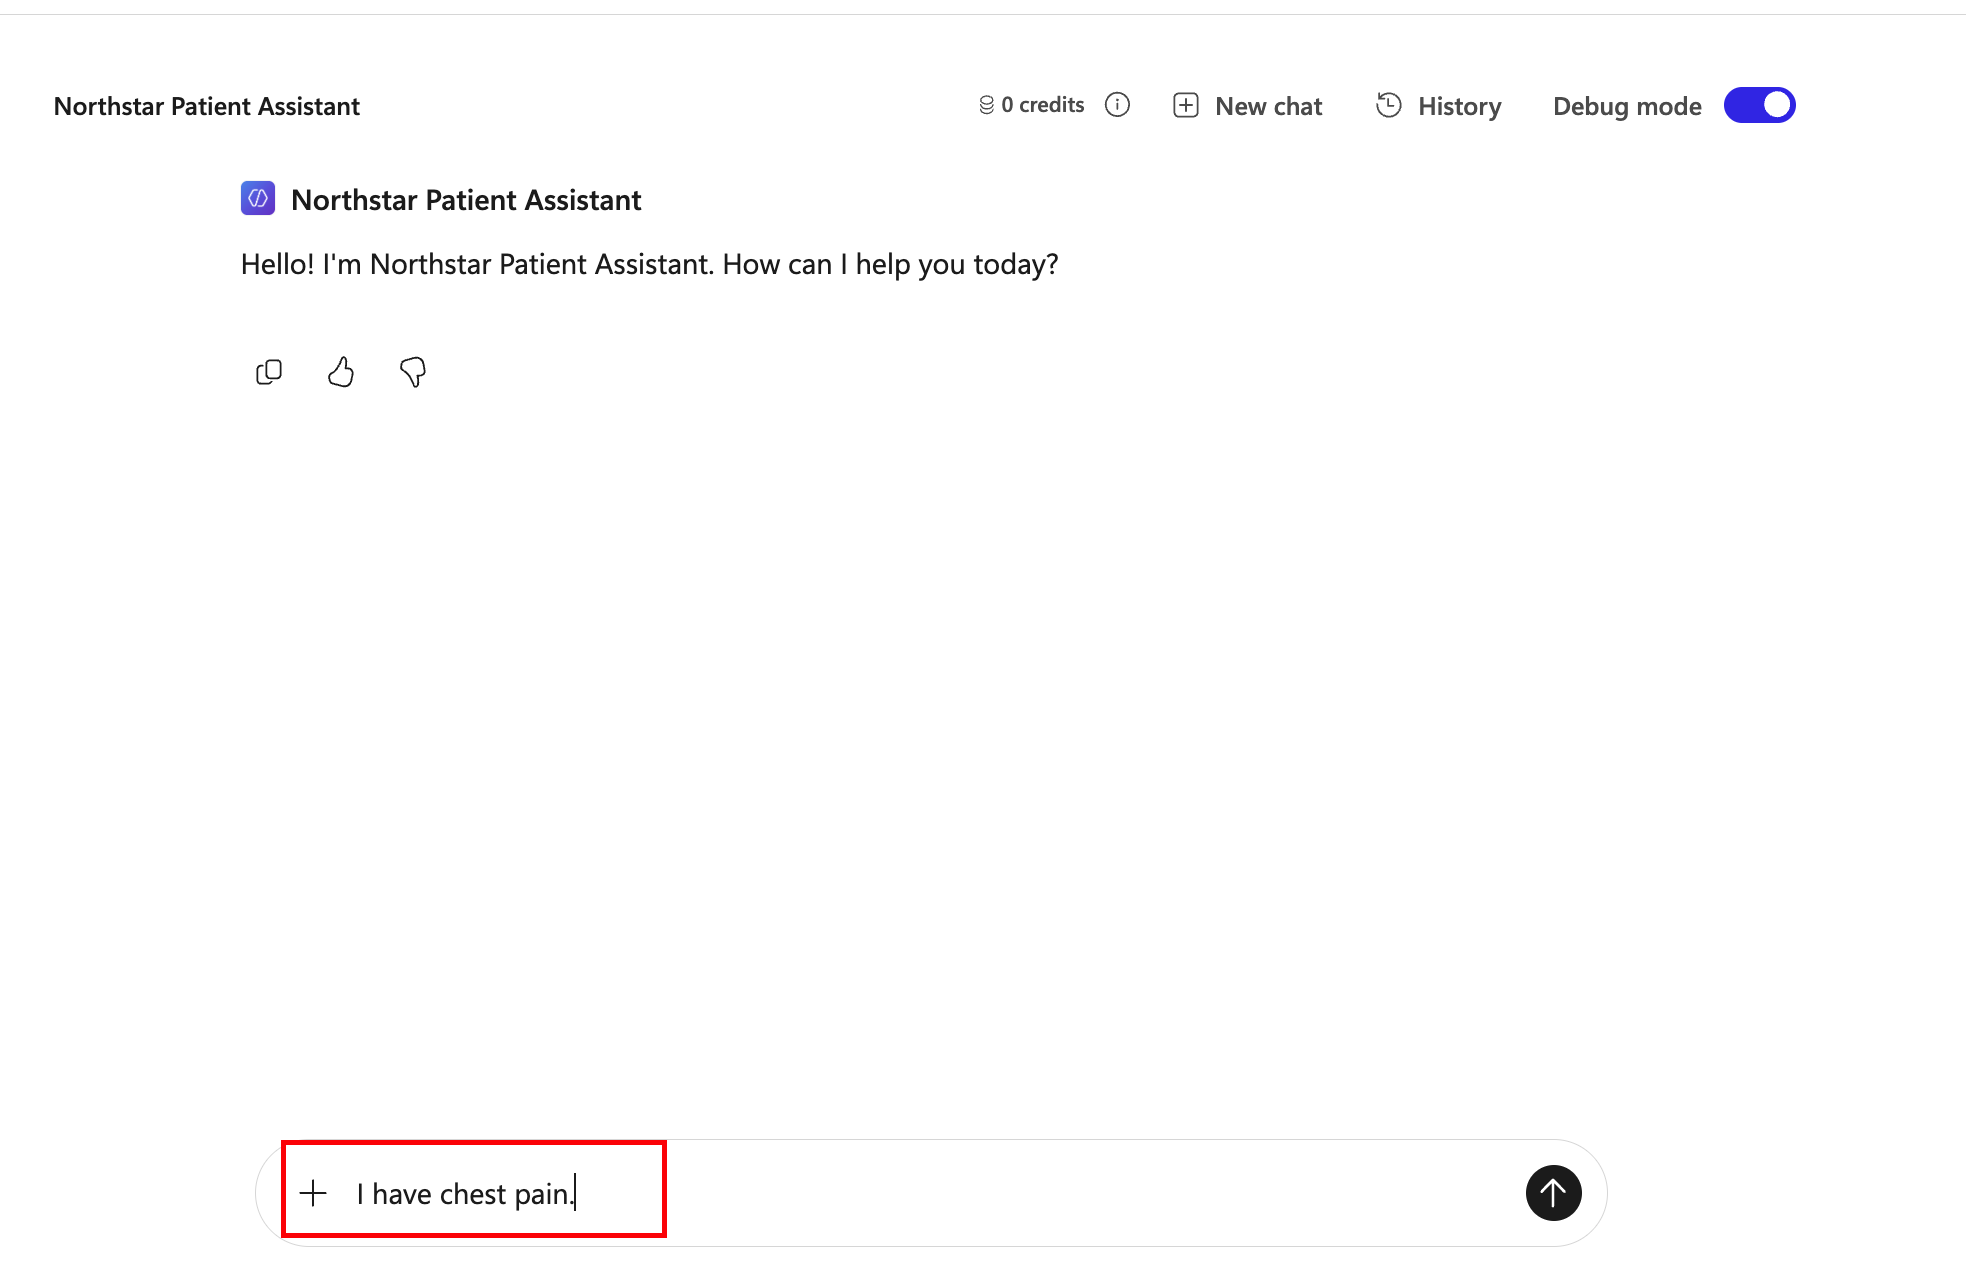 Northstar Patient Assistant
0 credits
New chat
History
Debug mode
Northstar Patient Assistant
Hello! I'm Northstar Patient Assistant. How can I help you today?
I have chest pain.